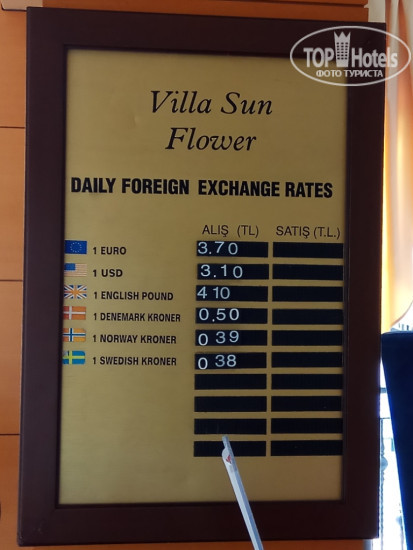 TOP Hotels
ФОТО ТУРИСТА
Villa Sun
Flower
DAILY FOREIGN EXCHANGE RATES
ALIŞ (TL) SATIŞ (T.L.)
1 EURO 3.70
1 USD 3.10
1 ENGLISH POUND 4 10
1 DENEMARK KRONER 0,50
1 NORWAY KRONER 0 39
1 SWEDISH KRONER 0 38